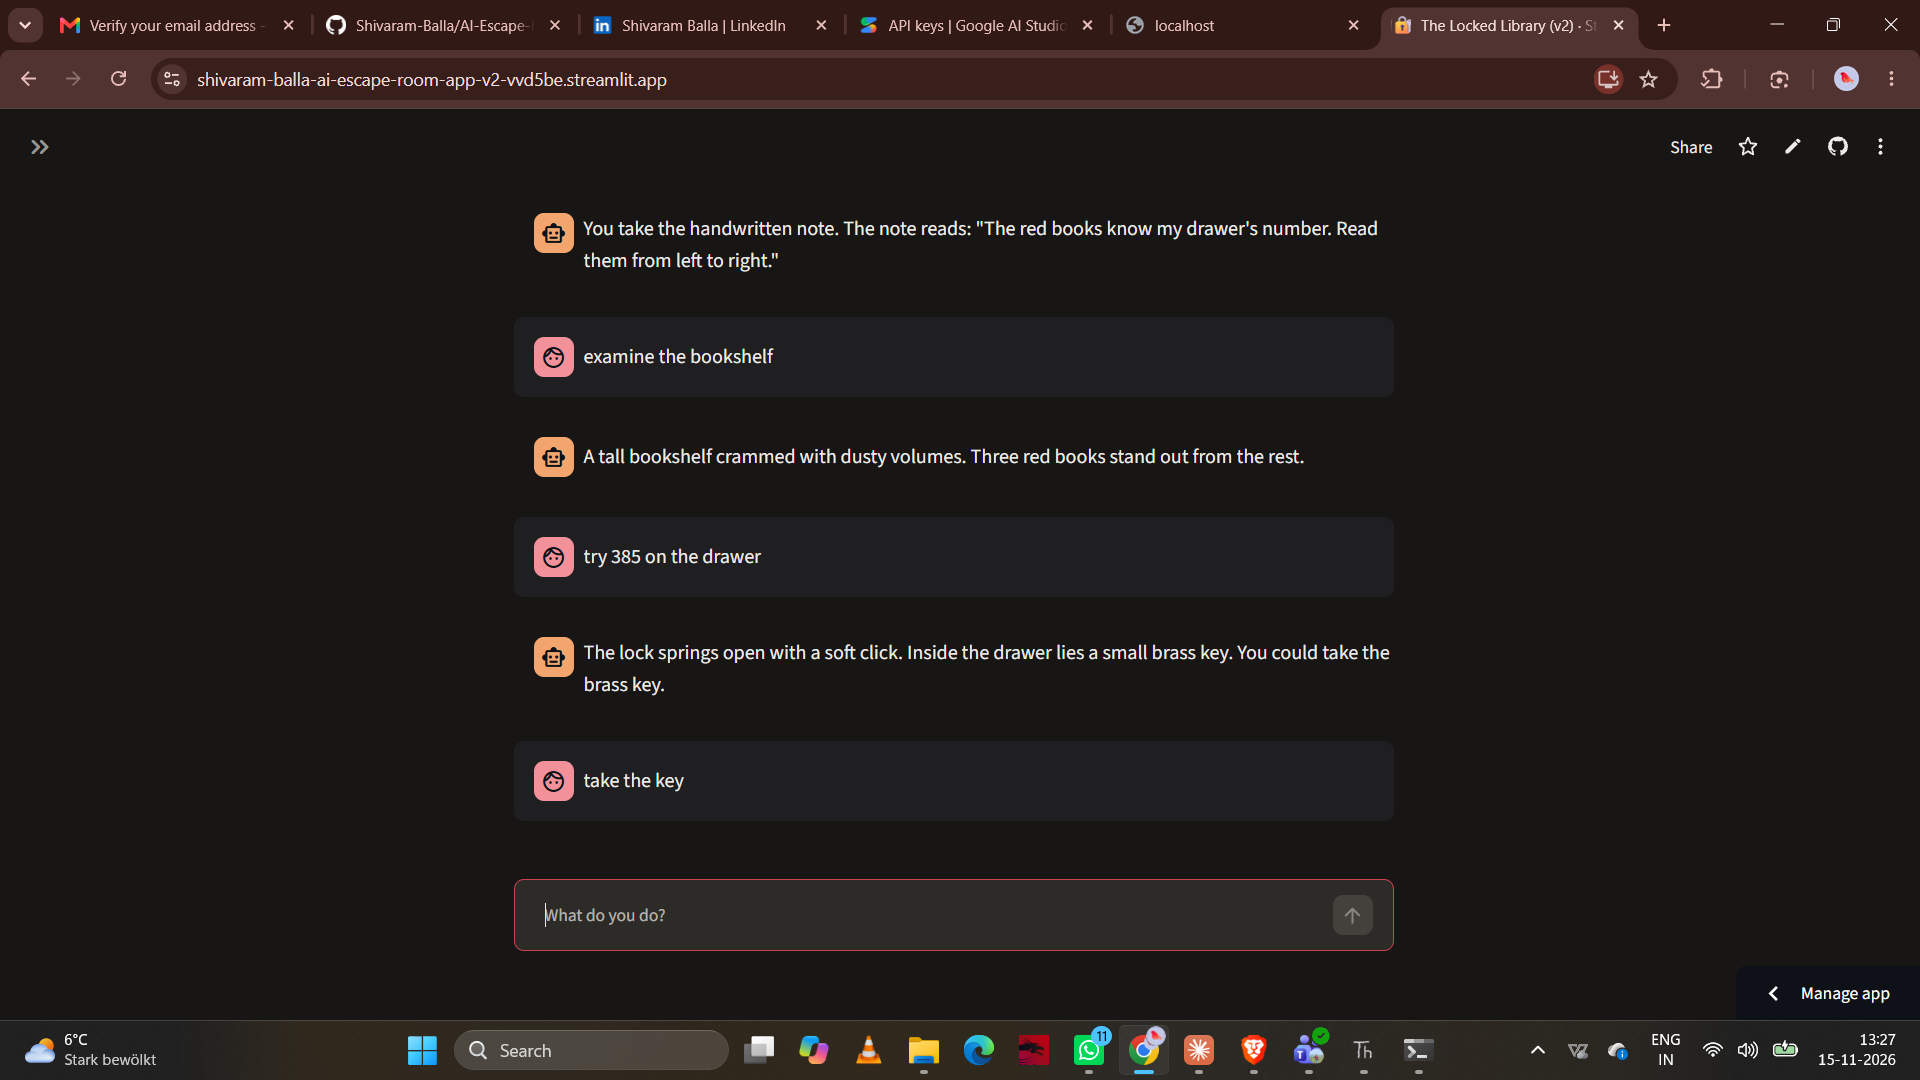 Verify your email address -
Shivaram-Balla/AI-Escape-
Shivaram Balla | LinkedIn
API keys | Google AI Studio
localhost
The Locked Library (v2) · St
shivaram-balla-ai-escape-room-app-v2-vvd5be.streamlit.app
Share
You take the handwritten note. The note reads: "The red books know my drawer's number. Read
them from left to right."
examine the bookshelf
A tall bookshelf crammed with dusty volumes. Three red books stand out from the rest.
try 385 on the drawer
The lock springs open with a soft click. Inside the drawer lies a small brass key. You could take the
brass key.
take the key
What do you do?
Manage app
6°C
Stark bewölkt
Search
11
Th
ENG
IN
13:27
15-11-2026